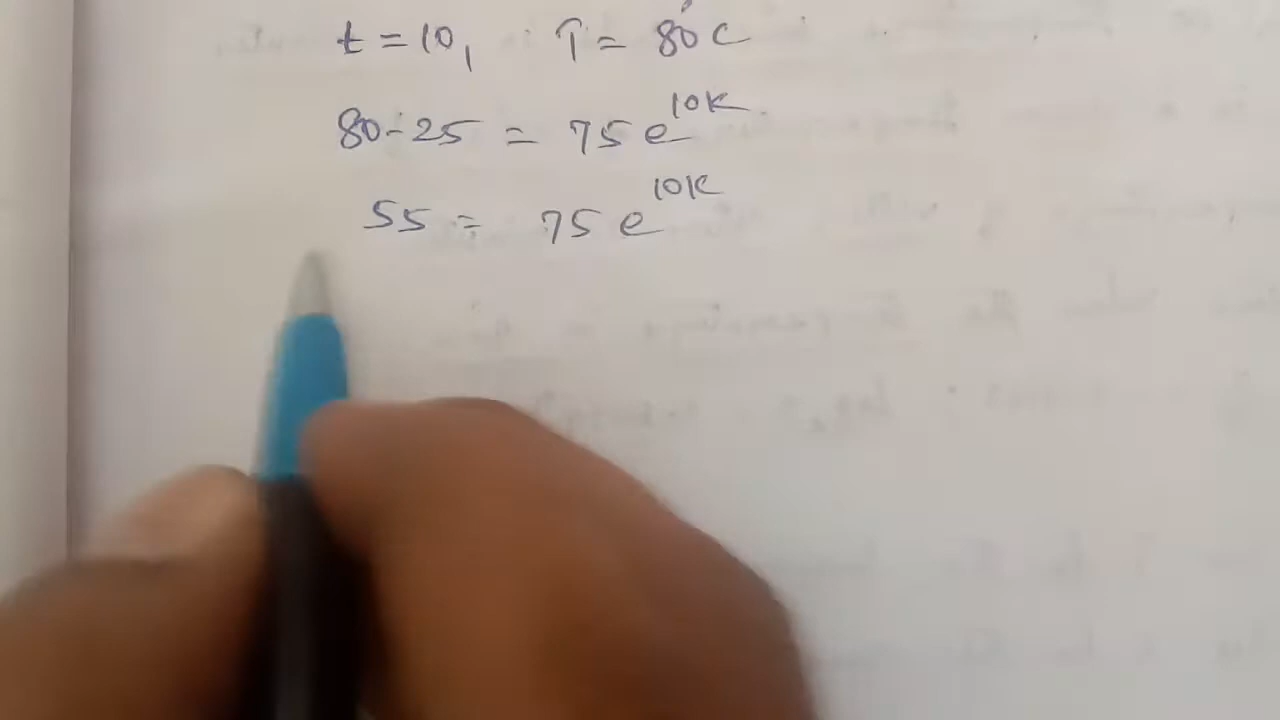 t = 10, T = 80°C
80 - 25 = 75 e^10K
55 = 75 e^10K